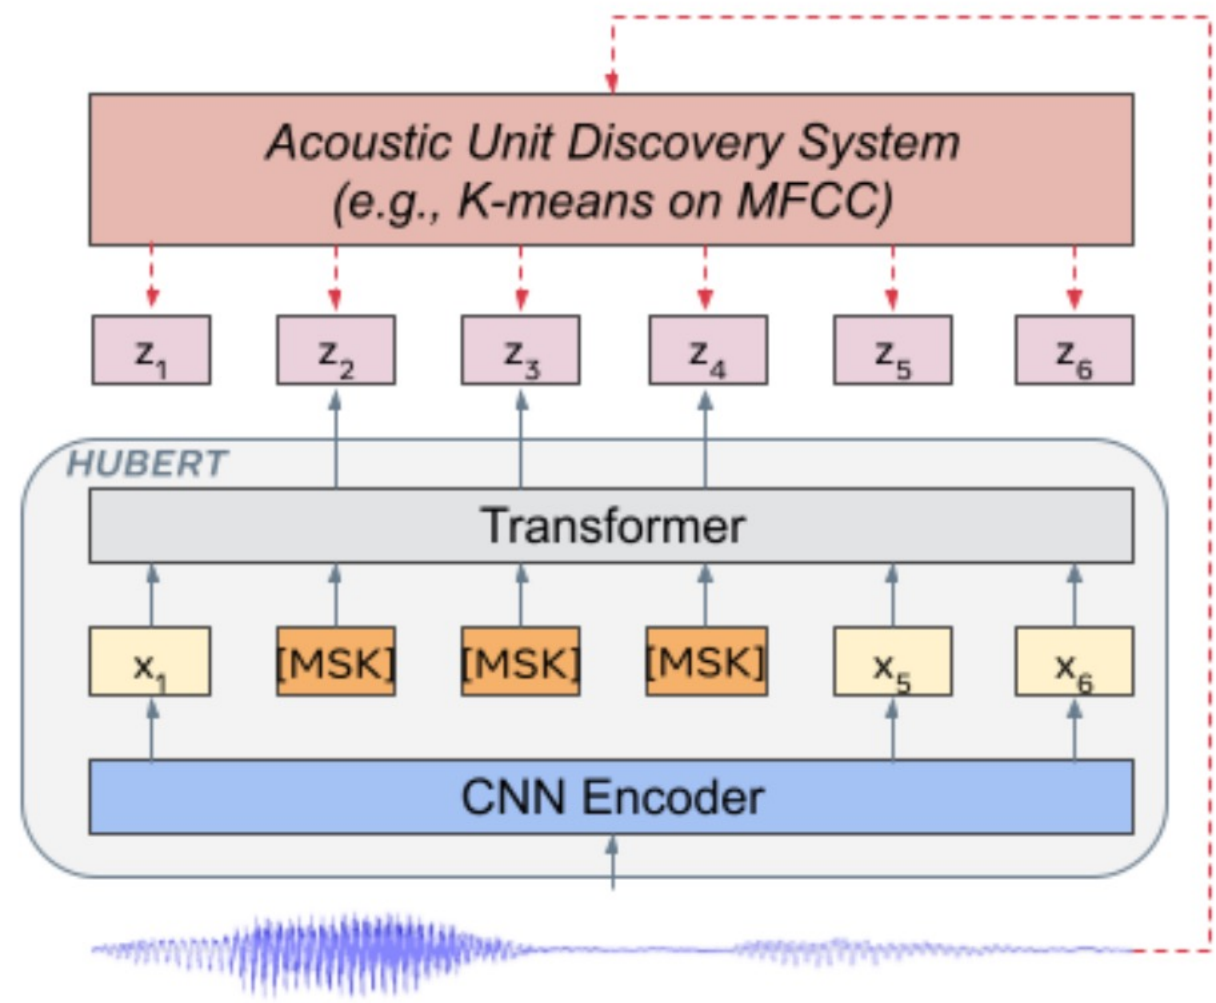 Acoustic Unit Discovery System
(e.g., K-means on MFCC)
z₁ z₂ z₃ z₄ z₅ z₆
HUBERT
Transformer
x₁ [MSK] [MSK] [MSK] x₅ x₆
CNN Encoder